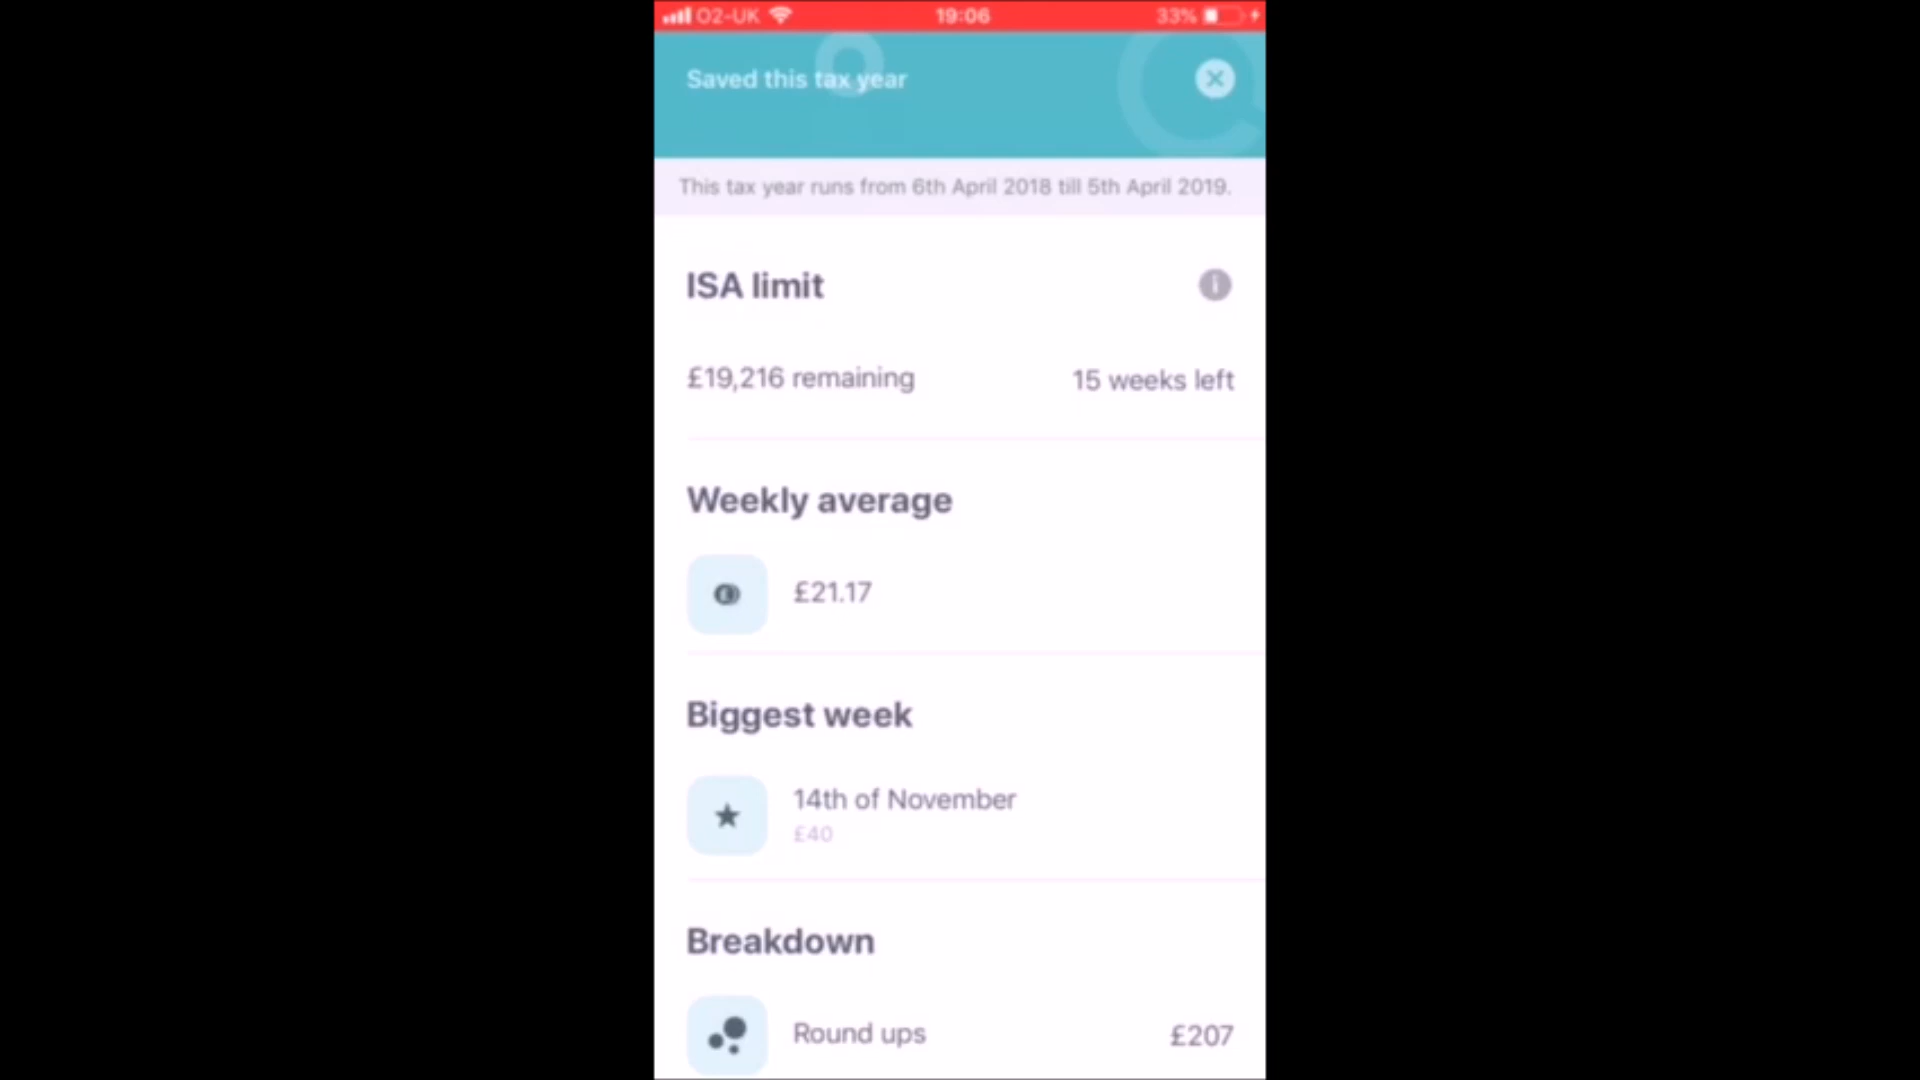 O2-UK
19:06
33%
Saved this tax year
This tax year runs from 6th April 2018 till 5th April 2019.
ISA limit
£19,216 remaining
15 weeks left
Weekly average
£21.17
Biggest week
14th of November
£40
Breakdown
Round ups
£207